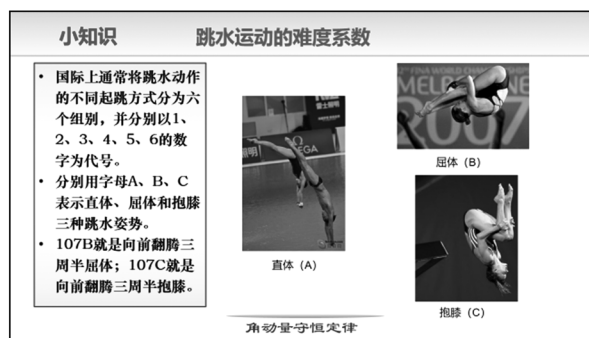 小知识
跳水运动的难度系数
• 国际上通常将跳水动作
的不同起跳方式分为六
个组别，并分别以1、
2、3、4、5、6的数
字为代号。
• 分别用字母A、B、C
表示直体、屈体和抱膝
三种跳水姿势。
• 107B就是向前翻腾三
周半屈体；107C就是
向前翻腾三周半抱膝。
直体（A）
FINA WORLD CHAMPIONSHIPS
MELBOURNE
2007
屈体（B）
抱膝（C）
角动量守恒定律